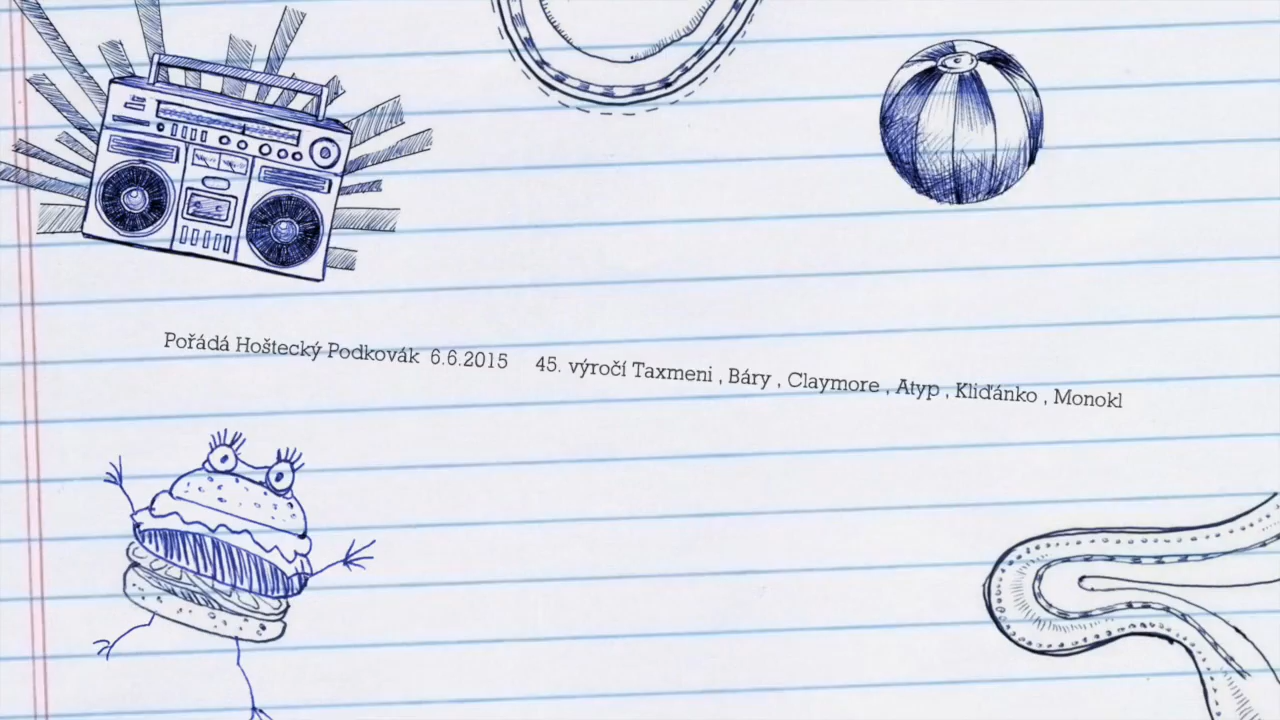 Pořádá Hoštecký Podkovák 6.6.2015 45. výročí Taxmeni , Báry , Claymore , Atyp , Kliďánko , Monokl